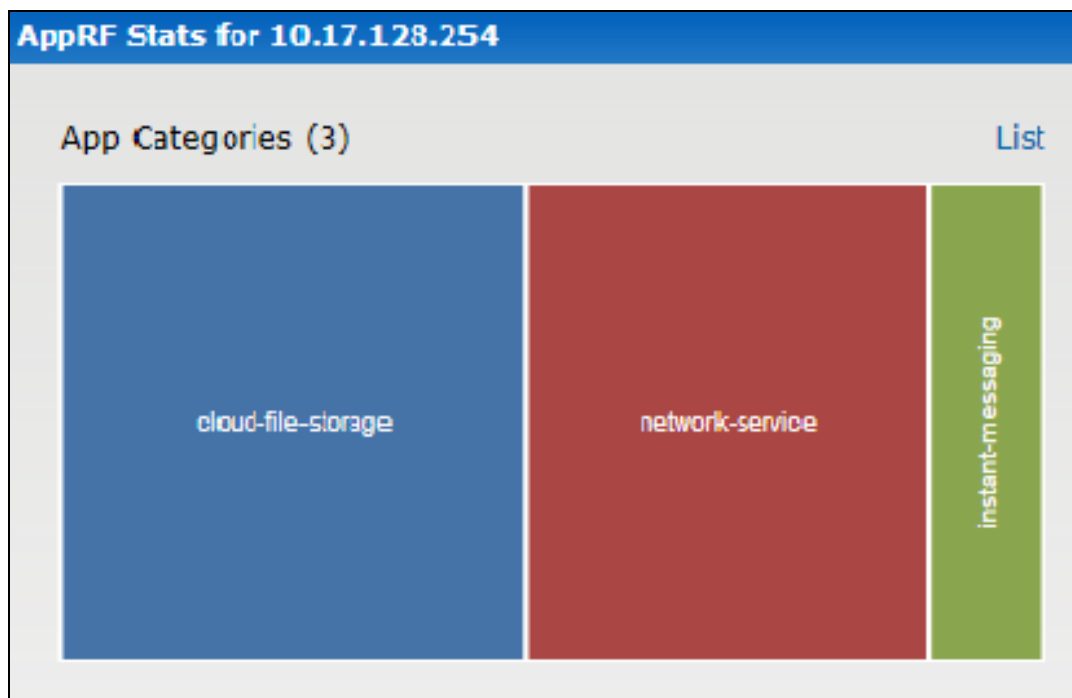 AppRF Stats for 10.17.128.254
App Categories (3)
List
cloud-file-storage
network-service
instant-messaging